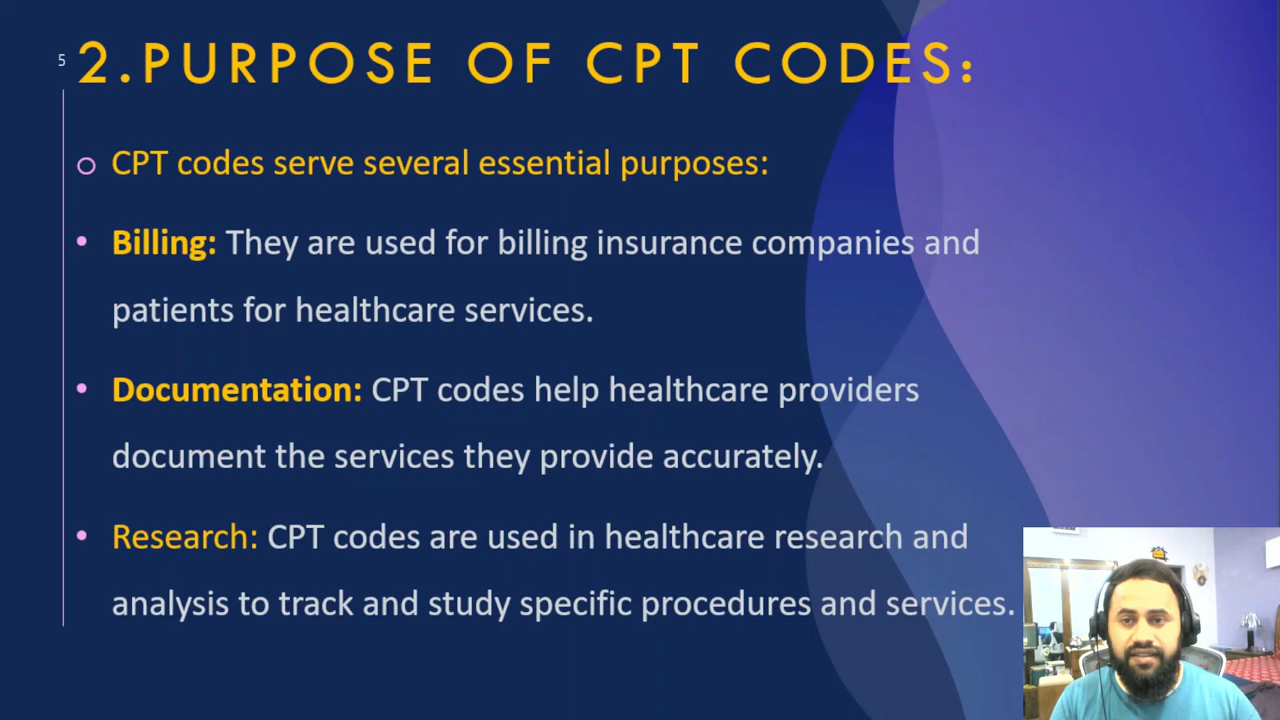 5
2.PURPOSE OF CPT CODES:
CPT codes serve several essential purposes:
Billing: They are used for billing insurance companies and
patients for healthcare services.
Documentation: CPT codes help healthcare providers
document the services they provide accurately.
Research: CPT codes are used in healthcare research and
analysis to track and study specific procedures and services.